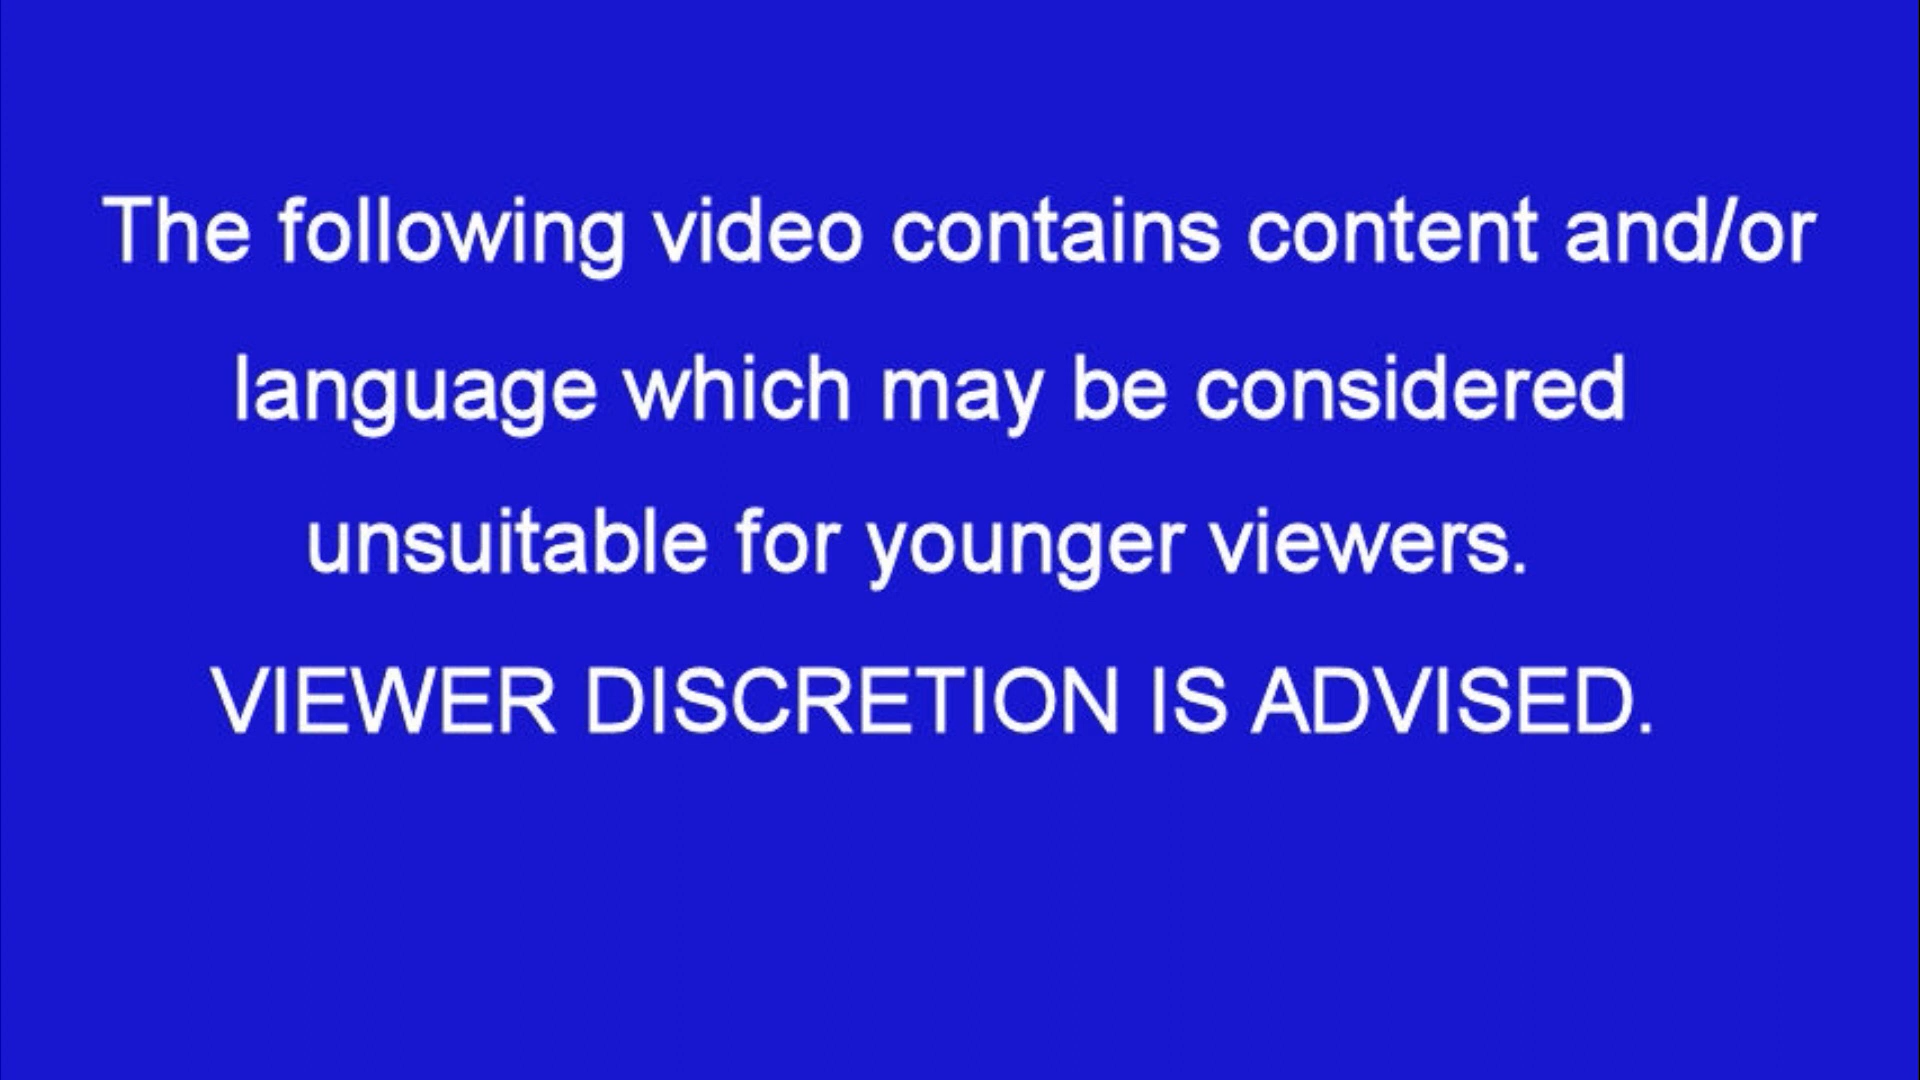 The following video contains content and/or
language which may be considered
unsuitable for younger viewers.
VIEWER DISCRETION IS ADVISED.